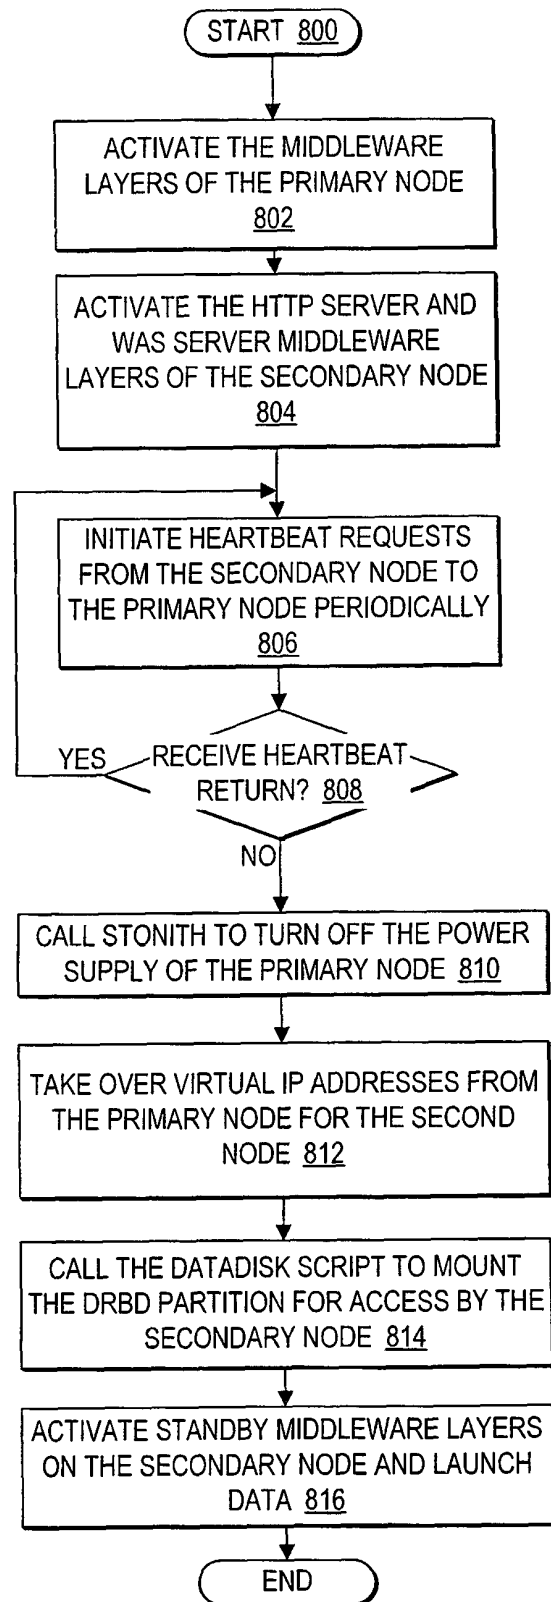 START 800
ACTIVATE THE MIDDLEWARE
LAYERS OF THE PRIMARY NODE
802
ACTIVATE THE HTTP SERVER AND
WAS SERVER MIDDLEWARE
LAYERS OF THE SECONDARY NODE
804
INITIATE HEARTBEAT REQUESTS
FROM THE SECONDARY NODE TO
THE PRIMARY NODE PERIODICALLY
806
YES
RECEIVE HEARTBEAT
RETURN? 808
NO
CALL STONITH TO TURN OFF THE POWER
SUPPLY OF THE PRIMARY NODE 810
TAKE OVER VIRTUAL IP ADDRESSES FROM
THE PRIMARY NODE FOR THE SECOND
NODE 812
CALL THE DATADISK SCRIPT TO MOUNT
THE DRBD PARTITION FOR ACCESS BY THE
SECONDARY NODE 814
ACTIVATE STANDBY MIDDLEWARE LAYERS
ON THE SECONDARY NODE AND LAUNCH
DATA 816
END